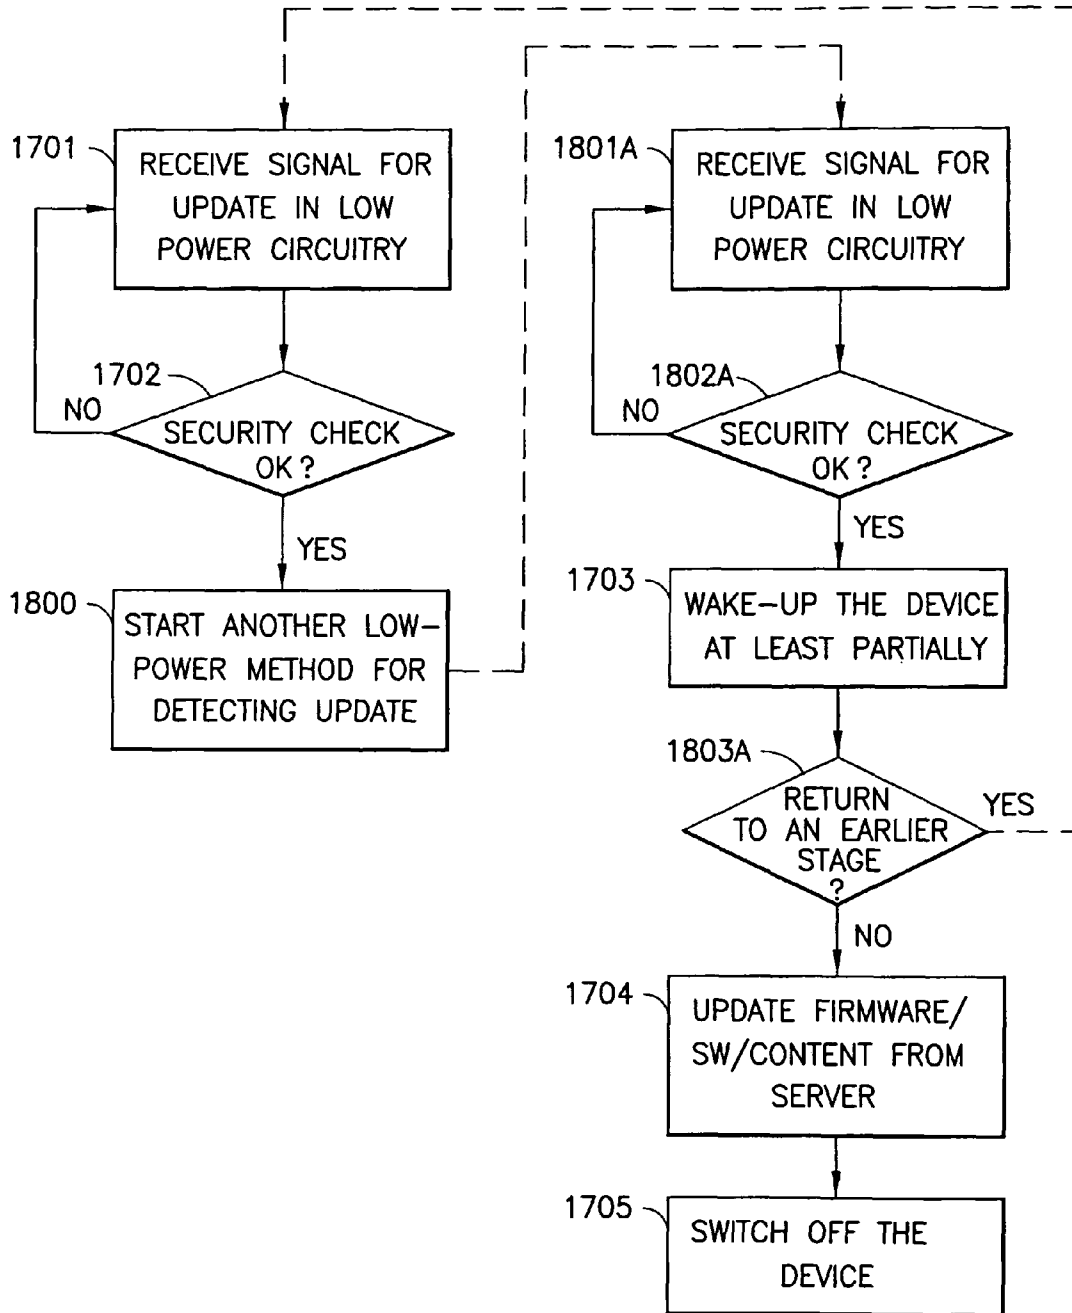 1701
RECEIVE SIGNAL FOR
UPDATE IN LOW
POWER CIRCUITRY
1702
NO
SECURITY CHECK
OK?
YES
1800
START ANOTHER LOW-
POWER METHOD FOR
DETECTING UPDATE
1801A
RECEIVE SIGNAL FOR
UPDATE IN LOW
POWER CIRCUITRY
1802A
NO
SECURITY CHECK
OK?
YES
1703
WAKE-UP THE DEVICE
AT LEAST PARTIALLY
1803A
RETURN
TO AN EARLIER
STAGE
?
YES
NO
1704
UPDATE FIRMWARE/
SW/CONTENT FROM
SERVER
1705
SWITCH OFF THE
DEVICE